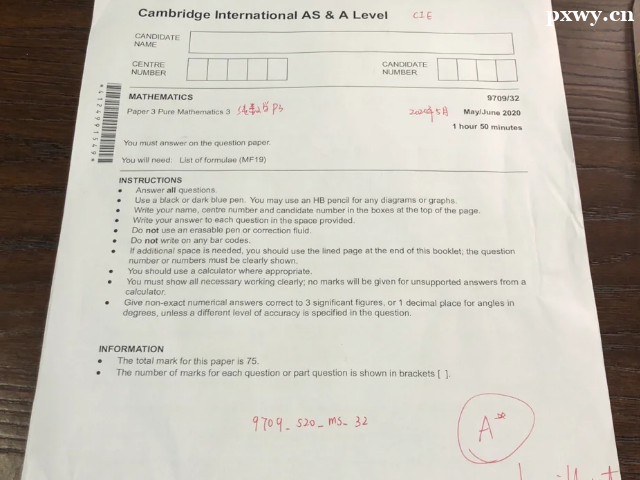 pxwy.cn
Cambridge International AS & A Level CIE
CANDIDATE
NAME
CENTRE
NUMBER
CANDIDATE
NUMBER
MATHEMATICS 9709/32
Paper 3 Pure Mathematics 3 P3 2020年5月 May/June 2020
1 hour 50 minutes
You must answer on the question paper.
You will need: List of formulae (MF19)
INSTRUCTIONS
• Answer all questions.
• Use a black or dark blue pen. You may use an HB pencil for any diagrams or graphs.
• Write your name, centre number and candidate number in the boxes at the top of the page.
• Write your answer to each question in the space provided.
• Do not use an erasable pen or correction fluid.
• Do not write on any bar codes.
• If additional space is needed, you should use the lined page at the end of this booklet; the question
number or numbers must be clearly shown.
• You should use a calculator where appropriate.
• You must show all necessary working clearly; no marks will be given for unsupported answers from a
calculator.
• Give non-exact numerical answers correct to 3 significant figures, or 1 decimal place for angles in
degrees, unless a different level of accuracy is specified in the question.
INFORMATION
• The total mark for this paper is 75.
• The number of marks for each question or part question is shown in brackets [ ].
9709_S20_ms_32
A*